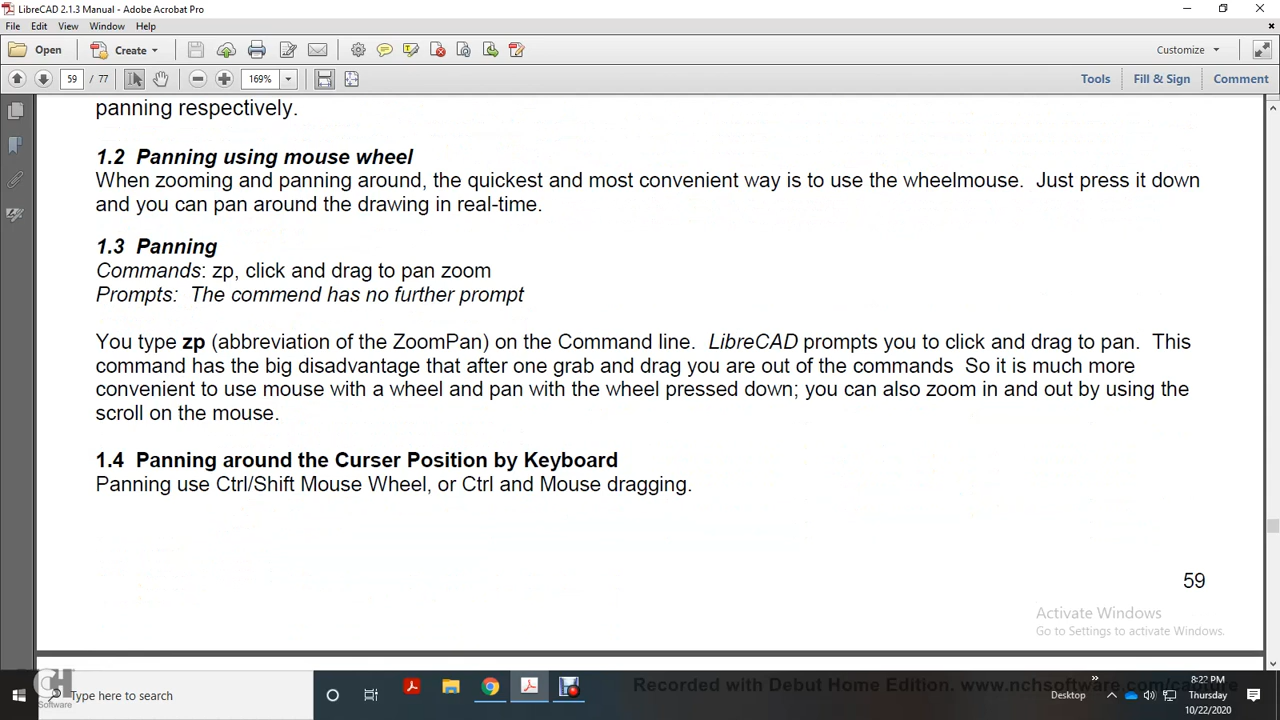 LibreCAD 2.1.3 Manual - Adobe Acrobat Pro
File Edit View Window Help
Open Create Customize
59 / 77 169% Tools Fill & Sign Comment
panning respectively.
1.2 Panning using mouse wheel
When zooming and panning around, the quickest and most convenient way is to use the wheelmouse. Just press it down
and you can pan around the drawing in real-time.
1.3 Panning
Commands: zp, click and drag to pan zoom
Prompts: The commend has no further prompt
You type zp (abbreviation of the ZoomPan) on the Command line. LibreCAD prompts you to click and drag to pan. This
command has the big disadvantage that after one grab and drag you are out of the commands So it is much more
convenient to use mouse with a wheel and pan with the wheel pressed down; you can also zoom in and out by using the
scroll on the mouse.
1.4 Panning around the Curser Position by Keyboard
Panning use Ctrl/Shift Mouse Wheel, or Ctrl and Mouse dragging.
59
Activate Windows
Go to Settings to activate Windows.
NCH Software
Type here to search
Recorded with Debut Home Edition. www.nchsoftware.com/capture
Desktop
8:22 PM
Thursday
10/22/2020